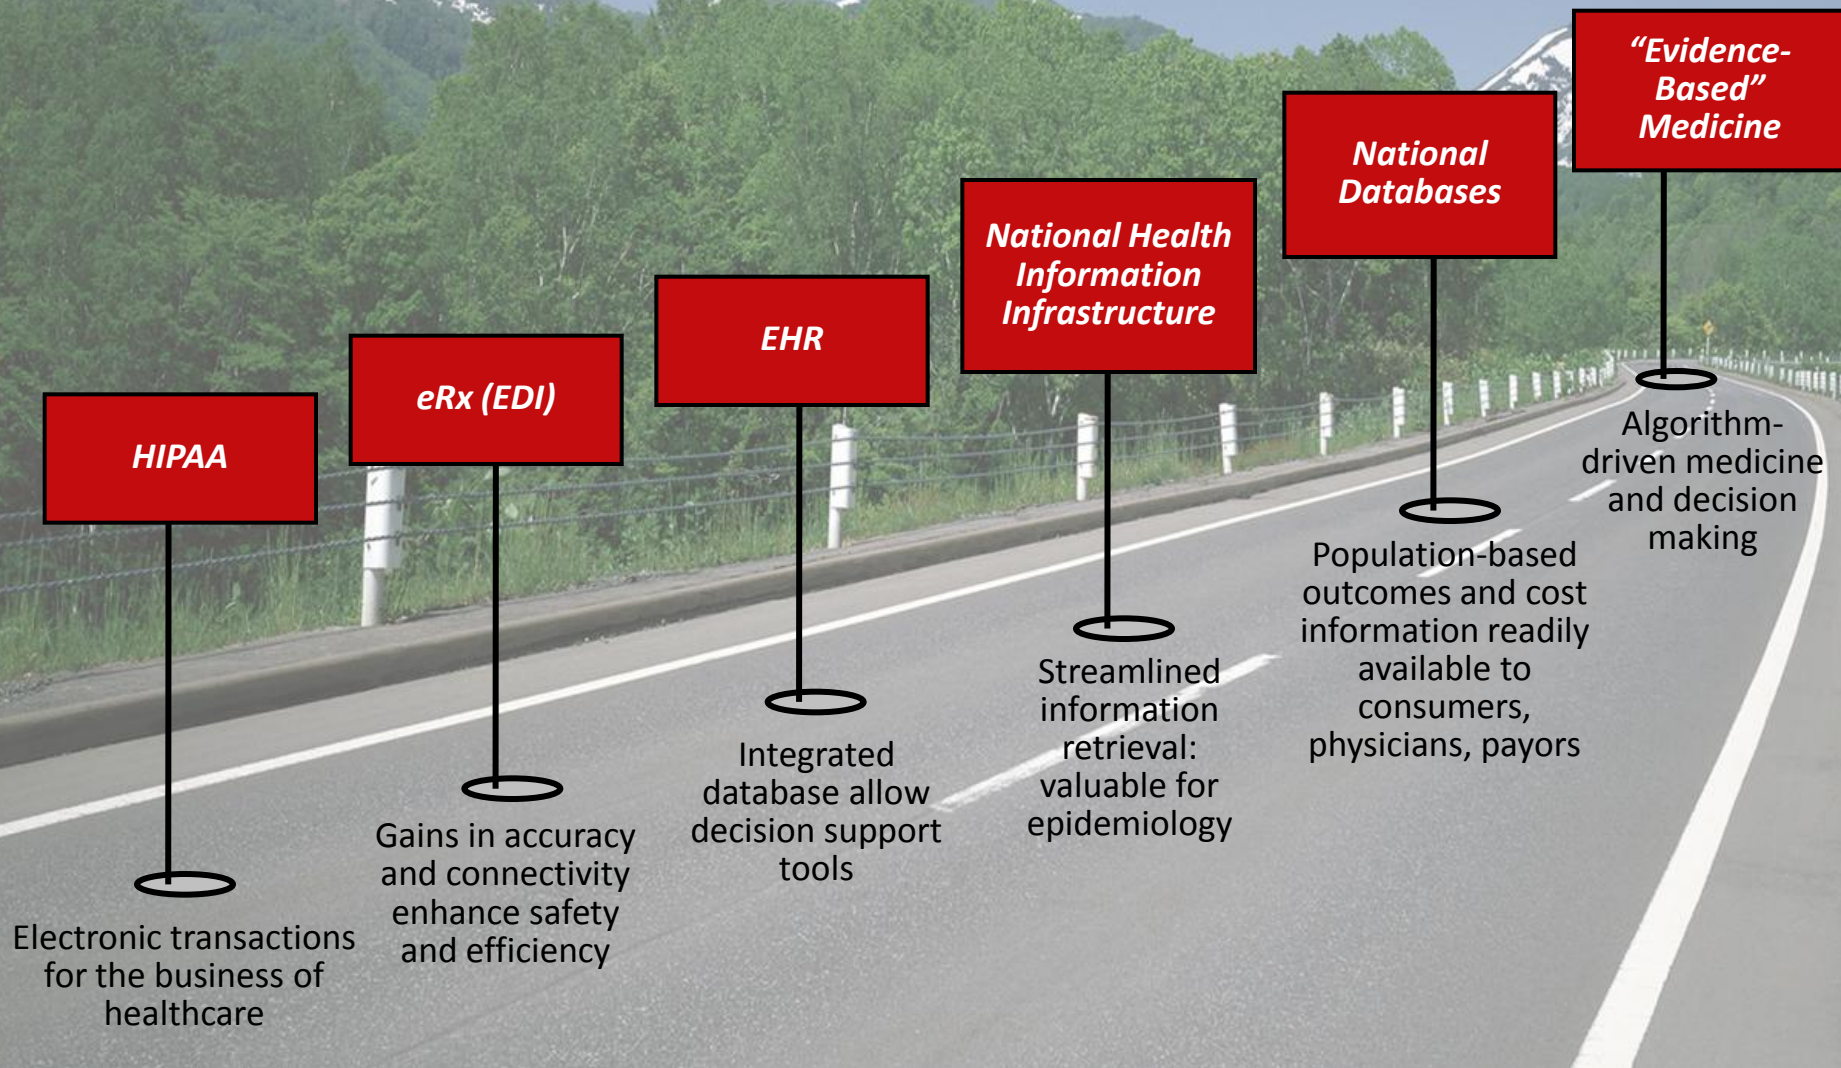 HIPAA
Electronic transactions
for the business of
healthcare
eRx (EDI)
Gains in accuracy
and connectivity
enhance safety
and efficiency
EHR
Integrated
database allow
decision support
tools
National Health
Information
Infrastructure
Streamlined
information
retrieval:
valuable for
epidemiology
National
Databases
Population-based
outcomes and cost
information readily
available to
consumers,
physicians, payors
“Evidence-
Based”
Medicine
Algorithm-
driven medicine
and decision
making